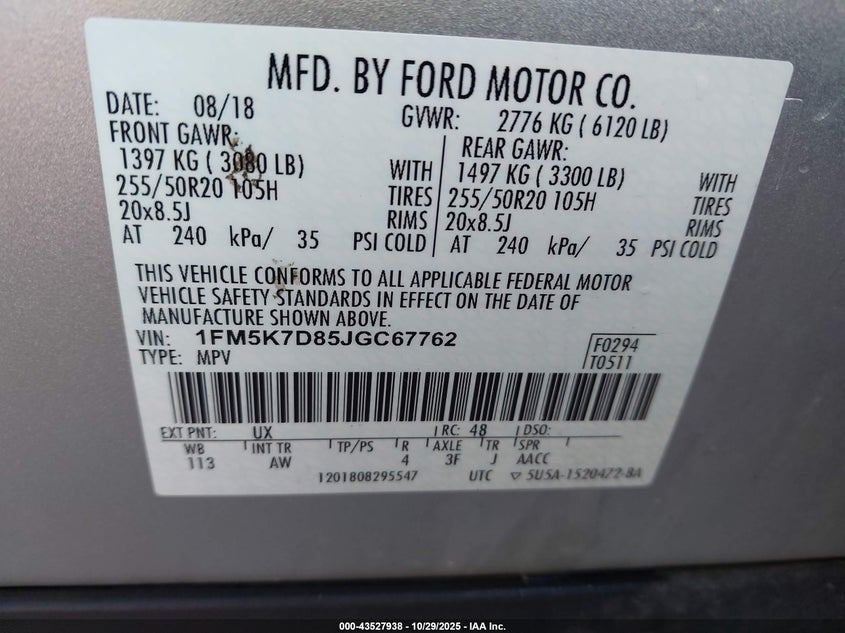 MFD. BY FORD MOTOR CO.
DATE: 08/18 GVWR: 2776 KG ( 6120 LB)
FRONT GAWR: REAR GAWR:
1397 KG ( 3080 LB) WITH 1497 KG ( 3300 LB) WITH
255/50R20 105H TIRES 255/50R20 105H TIRES
20x8.5J RIMS 20x8.5J RIMS
AT 240 kPa/ 35 PSI COLD AT 240 kPa/ 35 PSI COLD
THIS VEHICLE CONFORMS TO ALL APPLICABLE FEDERAL MOTOR
VEHICLE SAFETY STANDARDS IN EFFECT ON THE DATE OF
MANUFACTURE SHOWN ABOVE.
VIN: 1FM5K7D85JGC67762 F0294
TYPE: MPV T0511
EXT PNT: UX RC: 48 DSO:
WB INT TR TP/PS R AXLE TR SPR
113 AW 4 3F J AACC
1201808295547 UTC ▽ 5U5A-1520472-BA
000-43527938 - 10/29/2025 - IAA Inc.